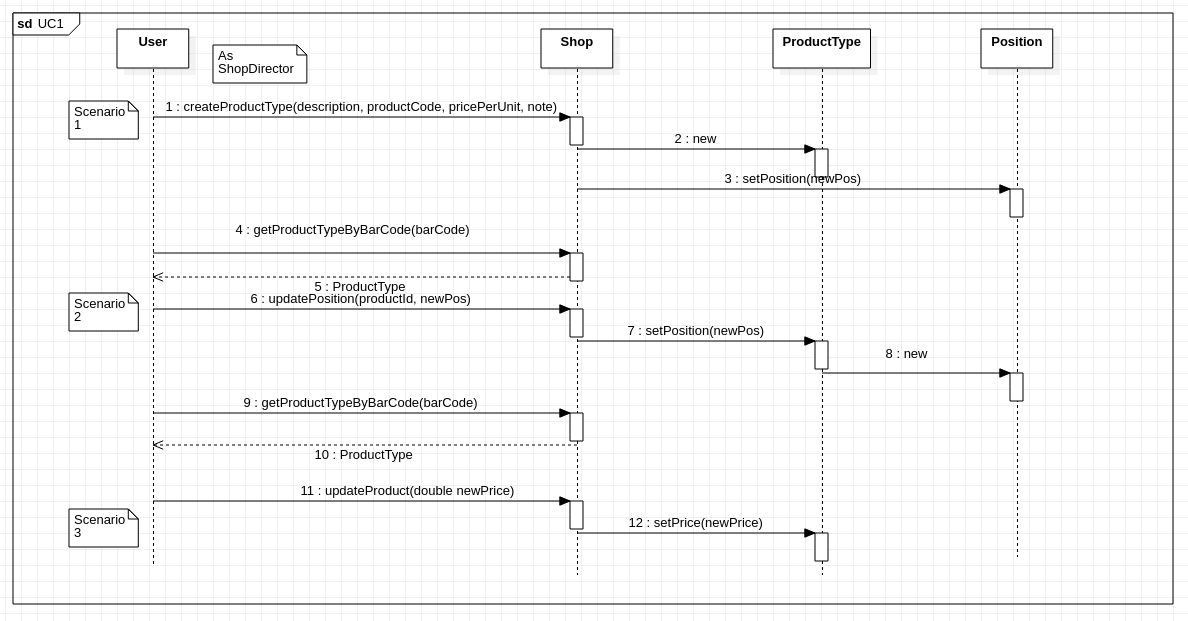 sd UC1
User
As
ShopDirector
Shop
ProductType
Position
Scenario
1
1 : createProductType(description, productCode, pricePerUnit, note)
2 : new
3 : setPosition(newPos)
4 : getProductTypeByBarCode(barCode)
5 : ProductType
Scenario
2
6 : updatePosition(productId, newPos)
7 : setPosition(newPos)
8 : new
9 : getProductTypeByBarCode(barCode)
10 : ProductType
11 : updateProduct(double newPrice)
Scenario
3
12 : setPrice(newPrice)